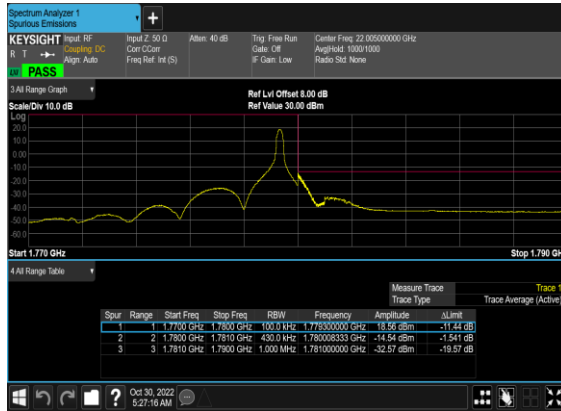 Spectrum Analyzer 1
Spurious Emissions
+
KEYSIGHT Input: RF Input Z: 50 Ω Atten: 40 dB Trig: Free Run Center Freq: 22.005000000 GHz
R T Coupling: DC Corr CCorr Gate: Off Avg|Hold: 1000/1000
Align: Auto Freq Ref: Int (S) IF Gain: Low Radio Std: None
PASS
3 All Range Graph
Ref Lvl Offset 8.00 dB
Scale/Div 10.0 dB Ref Value 30.00 dBm
Log
20.0
10.0
0.00
-10.0
-20.0
-30.0
-40.0
-50.0
-60.0
Start 1.770 GHz Stop 1.790 GH
4 All Range Table
Measure Trace Trace 1
Trace Type Trace Average (Active)
Spur Range Start Freq Stop Freq RBW Frequency Amplitude ΔLimit
1 1 1.7700 GHz 1.7800 GHz 100.0 kHz 1.779300000 GHz 18.56 dBm -11.44 dB
2 2 1.7800 GHz 1.7810 GHz 430.0 kHz 1.780008333 GHz -14.54 dBm -1.541 dB
3 3 1.7810 GHz 1.7900 GHz 1.000 MHz 1.781000000 GHz -32.57 dBm -19.57 dB
? Oct 30, 2022
5:27:16 AM